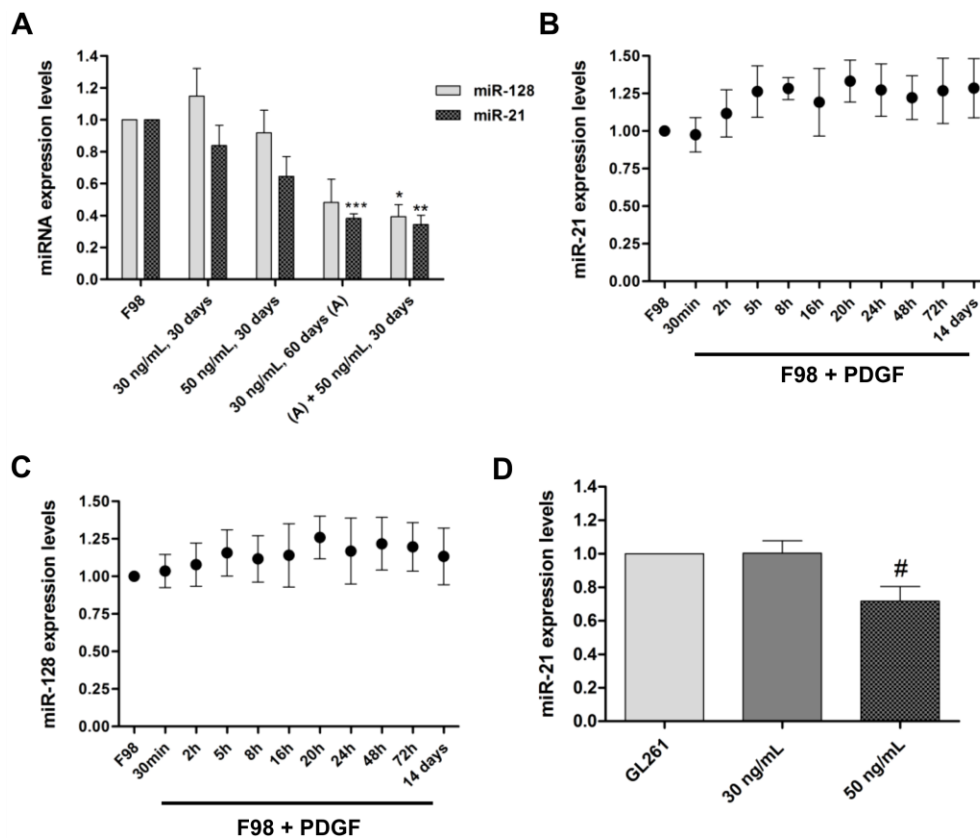 A
miRNA expression levels
1.4
1.2
1.0
0.8
0.6
0.4
0.2
0.0
miR-128
miR-21
***
*
**
F98
30 ng/mL, 30 days
50 ng/mL, 30 days
30 ng/mL, 60 days (A)
(A) + 50 ng/mL, 30 days
B
miR-21 expression levels
1.50
1.25
1.00
0.75
0.50
0.25
0.00
F98
30min
2h
5h
8h
16h
20h
24h
48h
72h
14 days
F98 + PDGF
C
miR-128 expression levels
1.50
1.25
1.00
0.75
0.50
0.25
0.00
F98
30min
2h
5h
8h
16h
20h
24h
48h
72h
14 days
F98 + PDGF
D
miR-21 expression levels
1.4
1.2
1.0
0.8
0.6
0.4
0.2
0.0
#
GL261
30 ng/mL
50 ng/mL